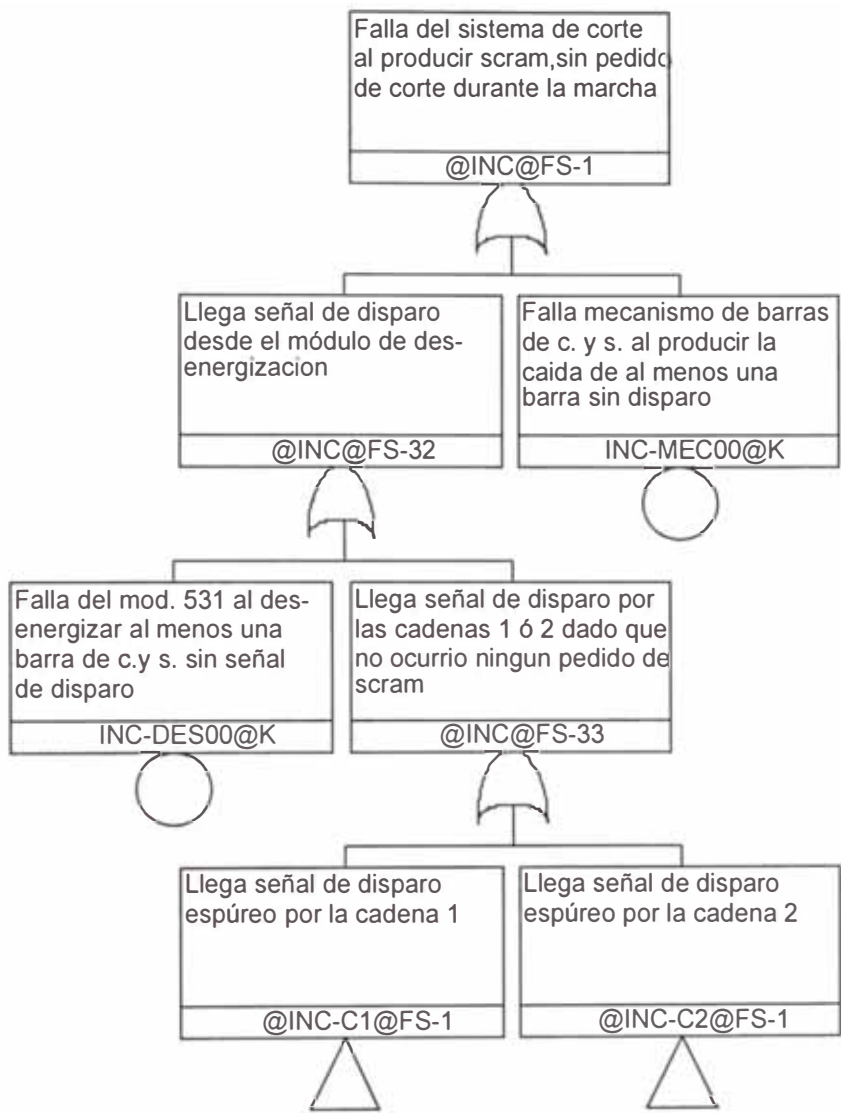 Falla del sistema de corte
al producir scram,sin pedido
de corte durante la marcha
@INC@FS-1
Llega señal de disparo
desde el módulo de des-
energizacion
@INC@FS-32
Falla mecanismo de barras
de c. y s. al producir la
caida de al menos una
barra sin disparo
INC-MEC00@K
Falla del mod. 531 al des-
energizar al menos una
barra de c.y s. sin señal
de disparo
INC-DES00@K
Llega señal de disparo por
las cadenas 1 ó 2 dado que
no ocurrio ningun pedido de
scram
@INC@FS-33
Llega señal de disparo
espúreo por la cadena 1
@INC-C1@FS-1
Llega señal de disparo
espúreo por la cadena 2
@INC-C2@FS-1